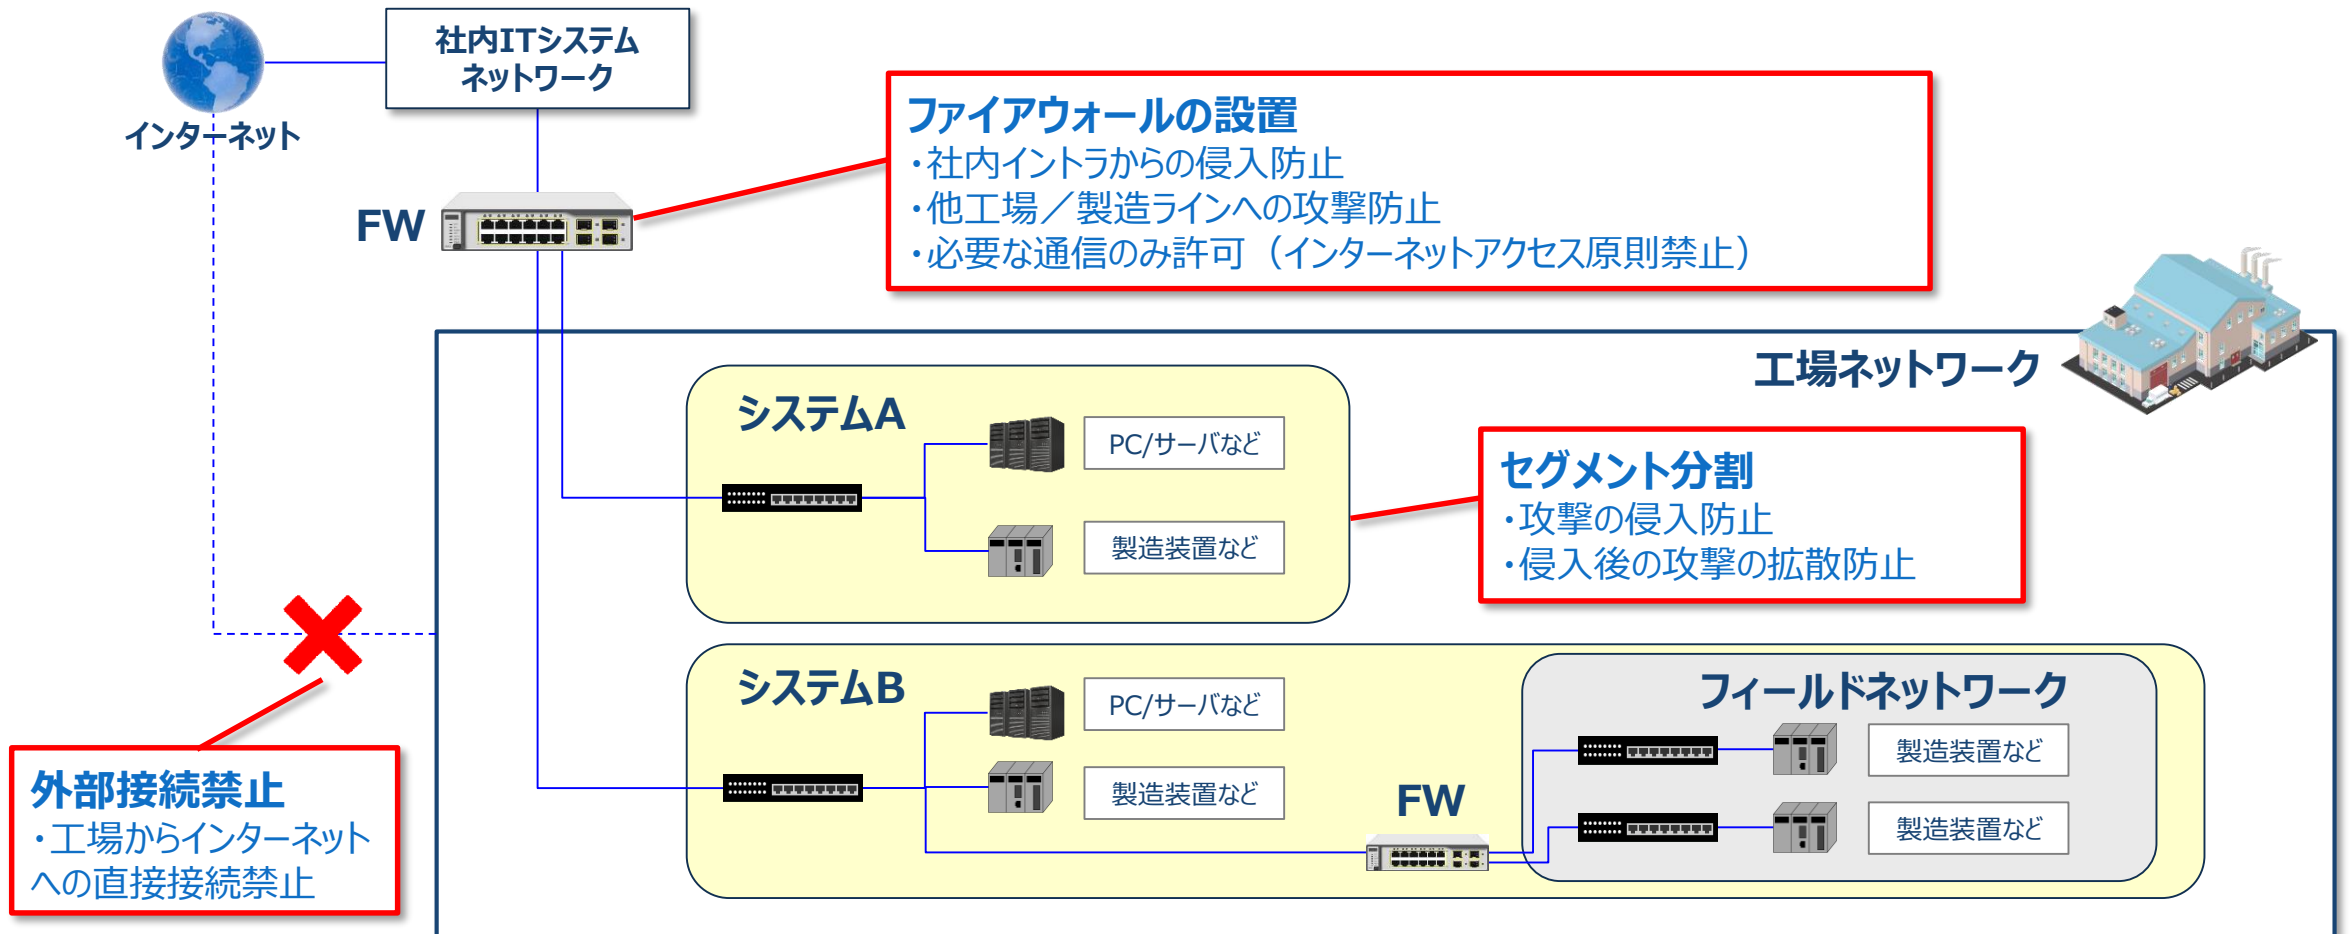 社内ITシステム
ネットワーク
インターネット
ファイアウォールの設置
・社内イントラからの侵入防止
・他工場／製造ラインへの攻撃防止
・必要な通信のみ許可（インターネットアクセス原則禁止）
FW
工場ネットワーク
システムA
PC/サーバなど
製造装置など
セグメント分割
・攻撃の侵入防止
・侵入後の攻撃の拡散防止
システムB
PC/サーバなど
製造装置など
FW
フィールドネットワーク
製造装置など
製造装置など
外部接続禁止
・工場からインターネット
への直接接続禁止